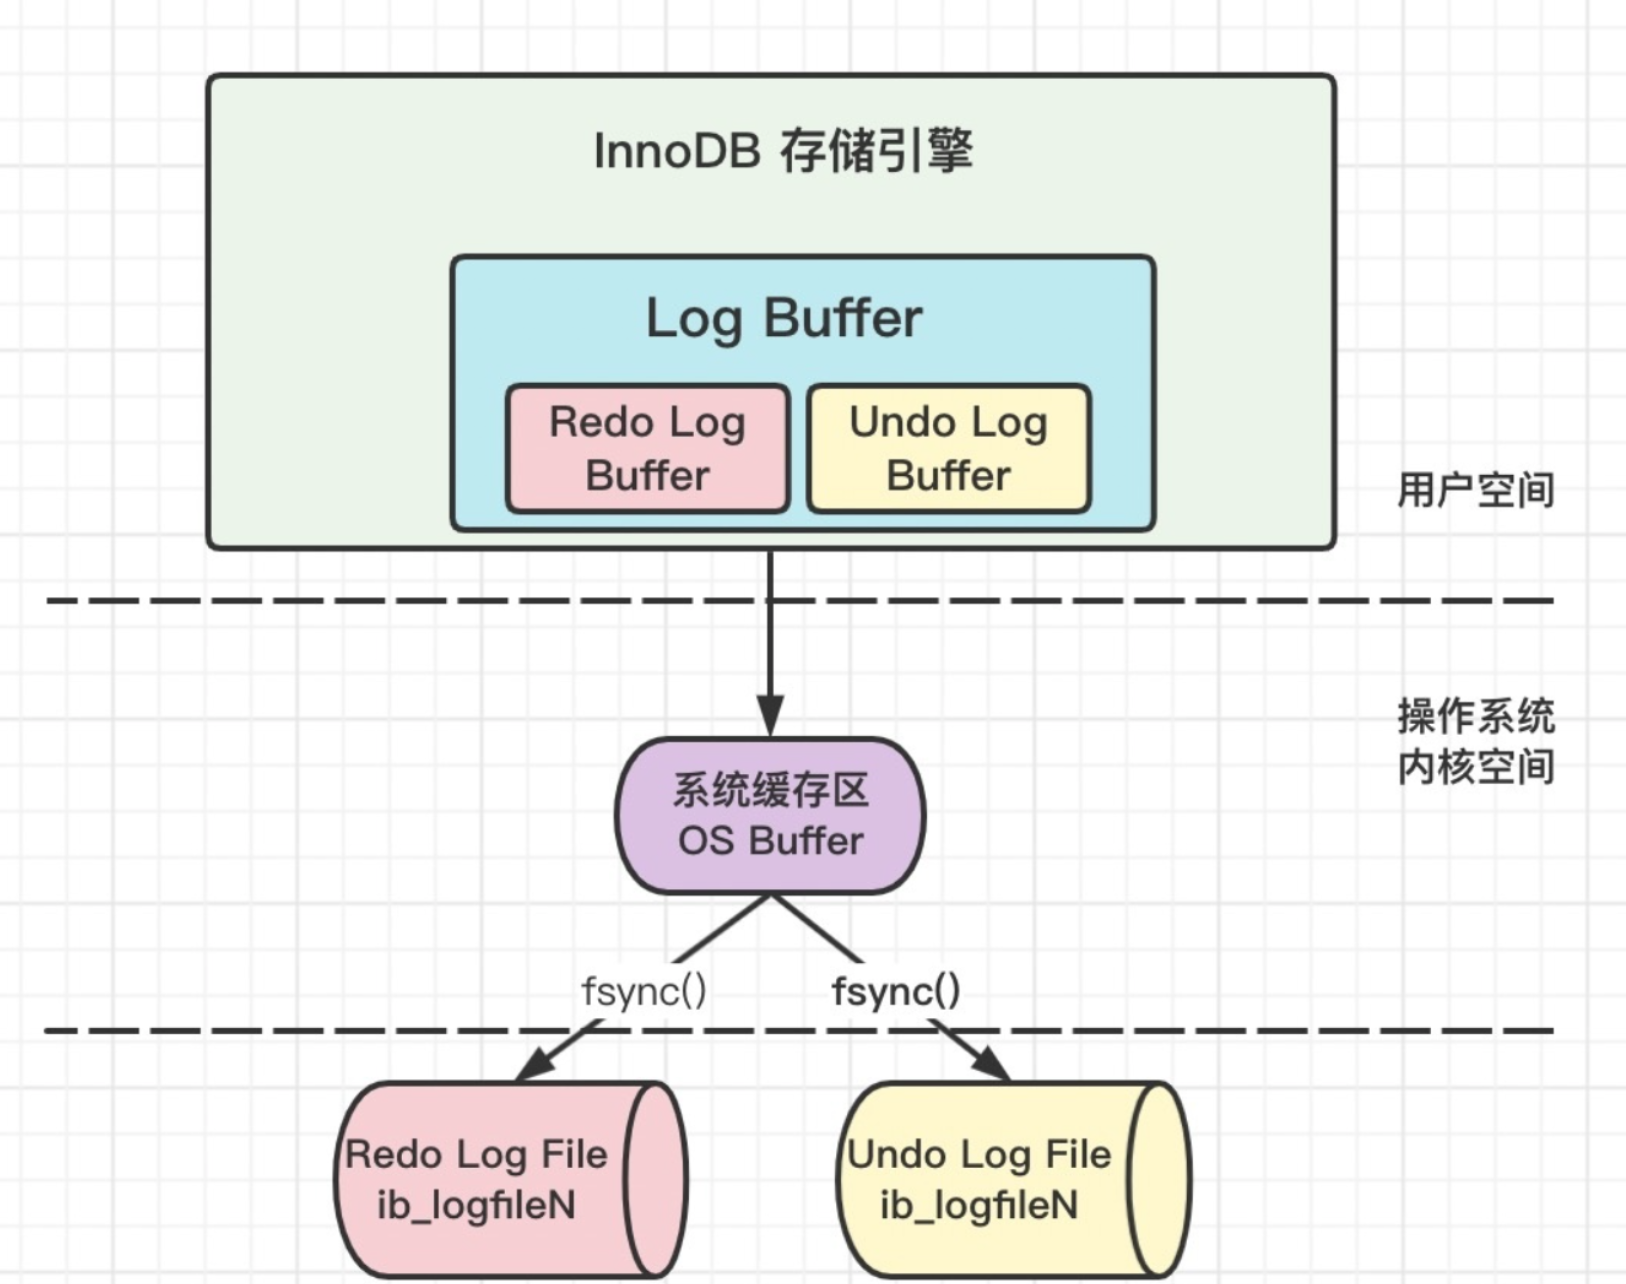 InnoDB 存储引擎
Log Buffer
Redo Log
Buffer
Undo Log
Buffer
用户空间
操作系统
内核空间
系统缓存区
OS Buffer
fsync()
fsync()
Redo Log File
ib_logfileN
Undo Log File
ib_logfileN